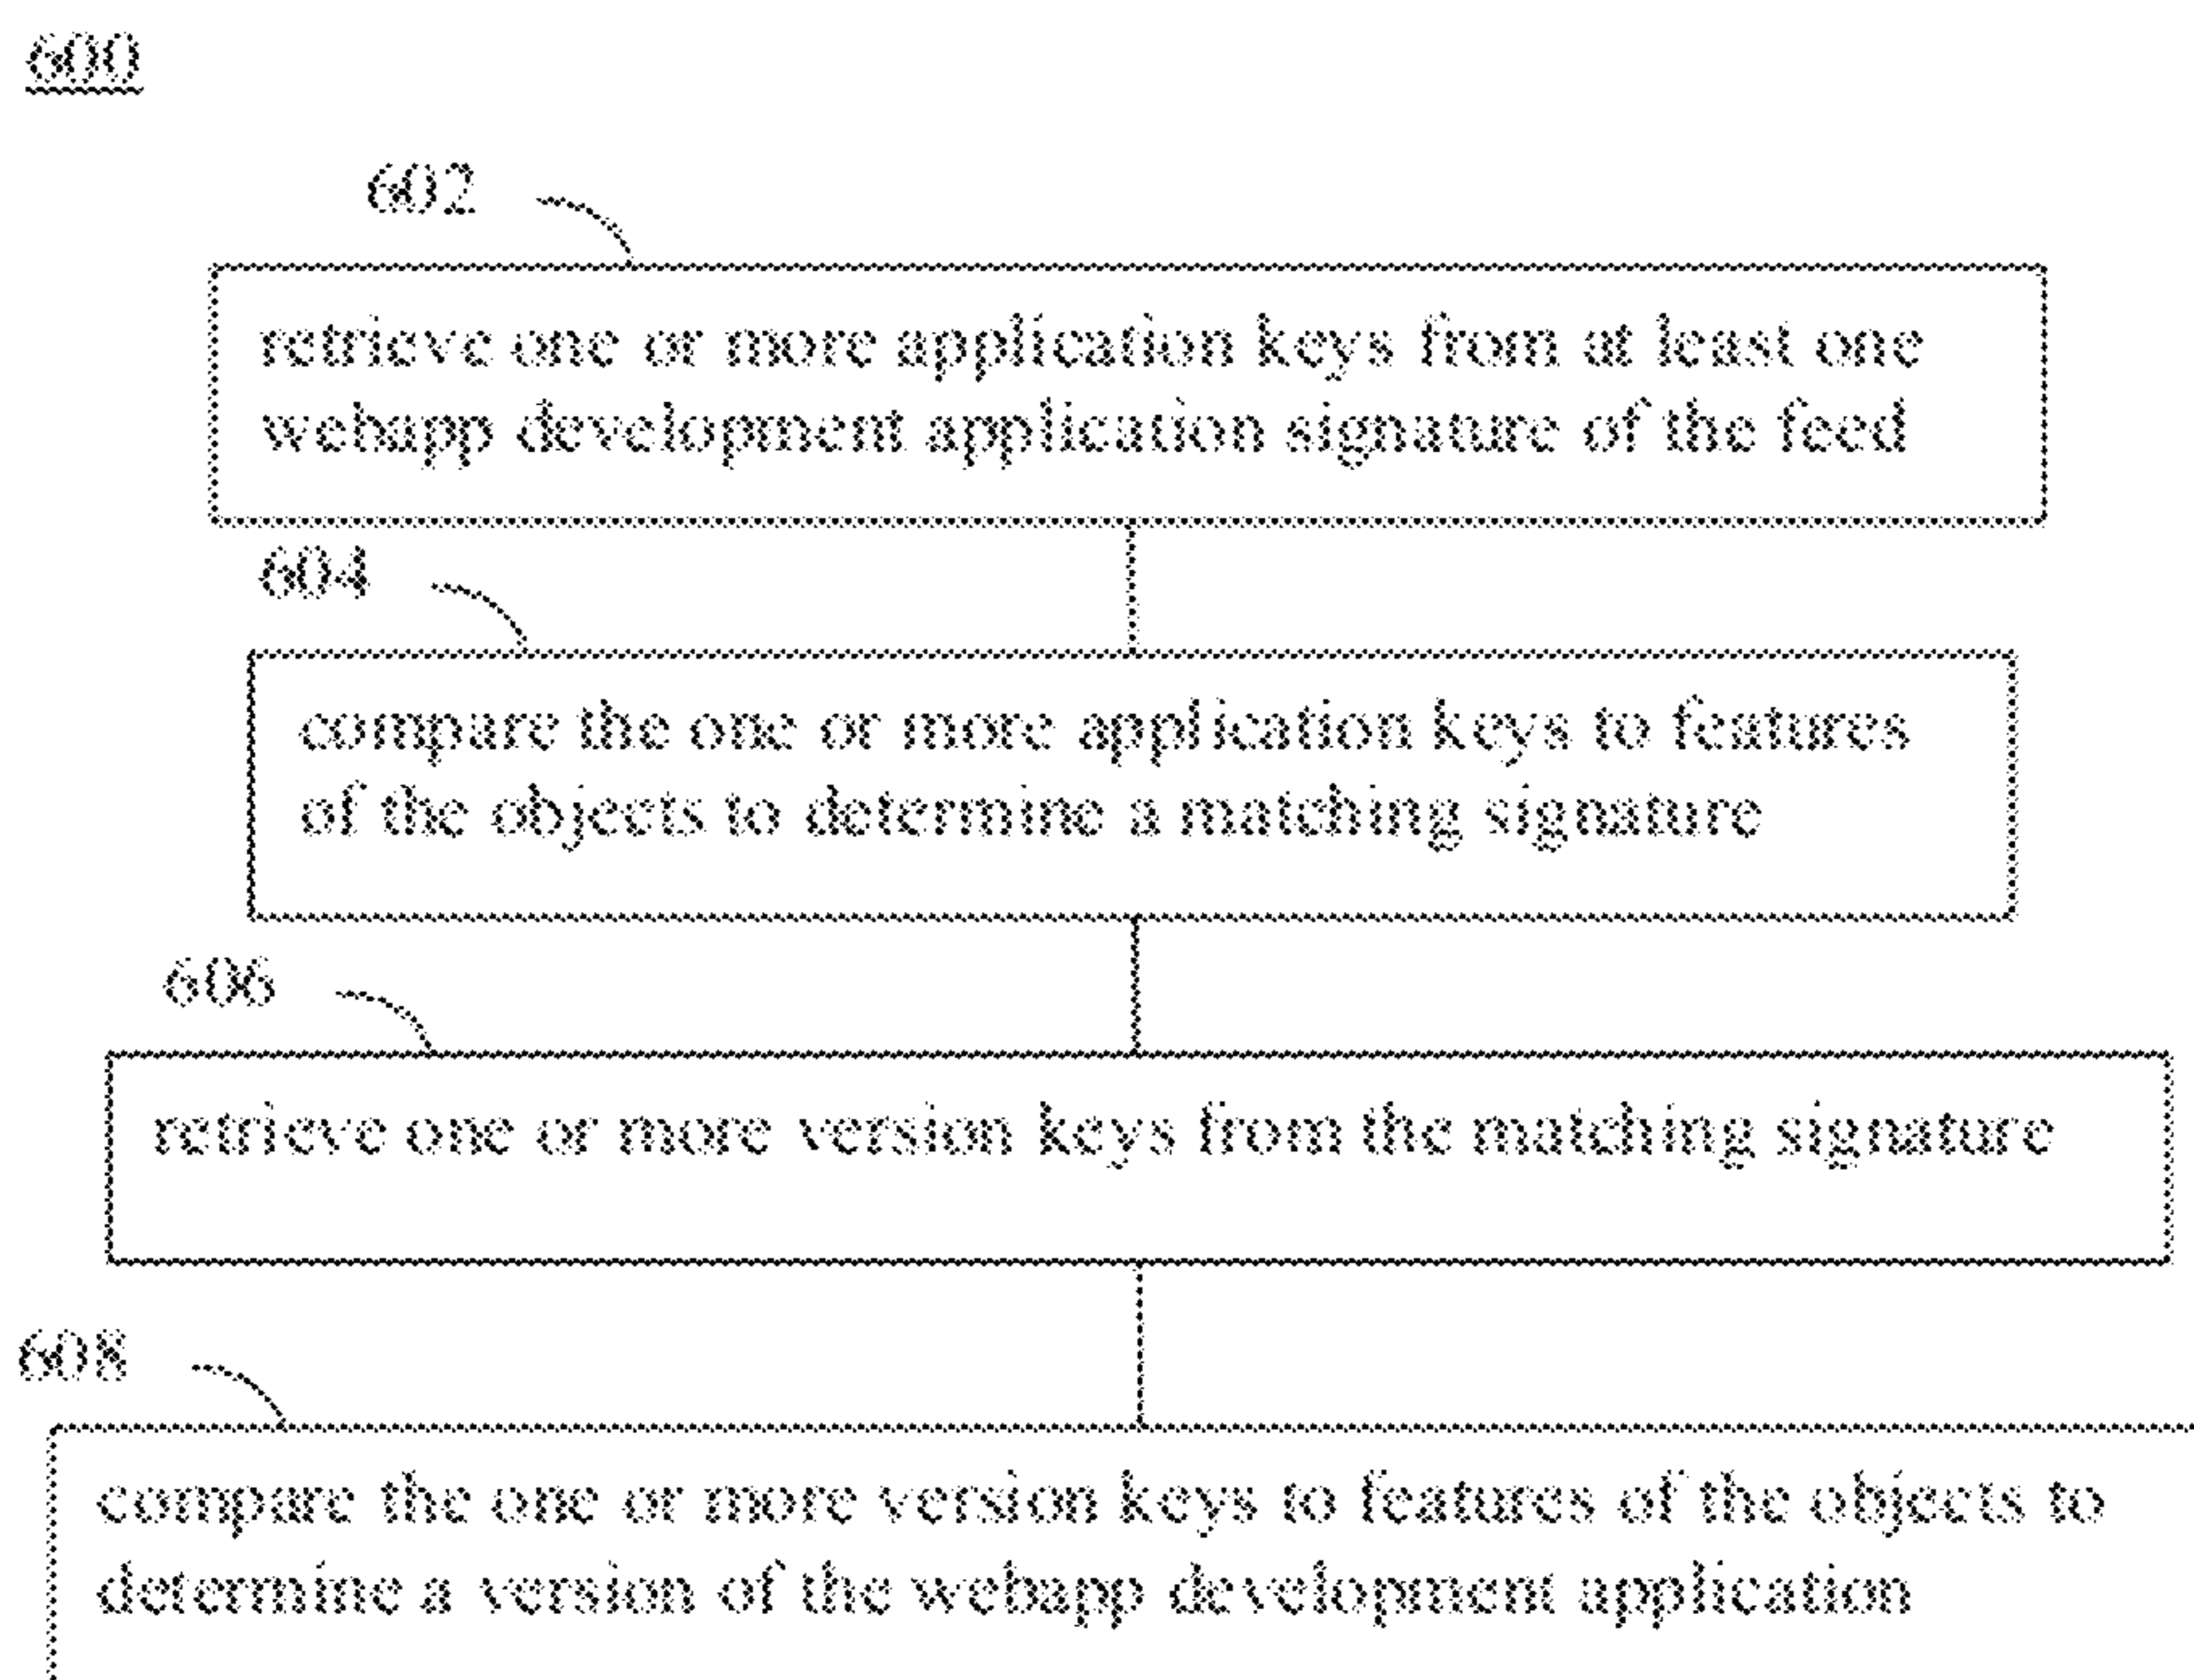 600
602
retrieve one or more application keys from at least one
webapp development application signature of the feed
604
compare the one or more application keys to features
of the objects to determine a matching signature
606
retrieve one or more version keys from the matching signature
608
compare the one or more version keys to features of the objects to
determine a version of the webapp development application